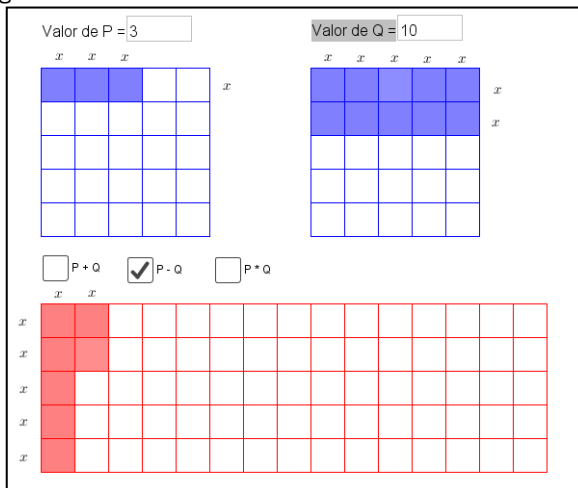 Valor de P = 3
Valor de Q = 10
x x x
x x x x x
x
x
x
P + Q
P - Q
P * Q
x x
x
x
x
x
x